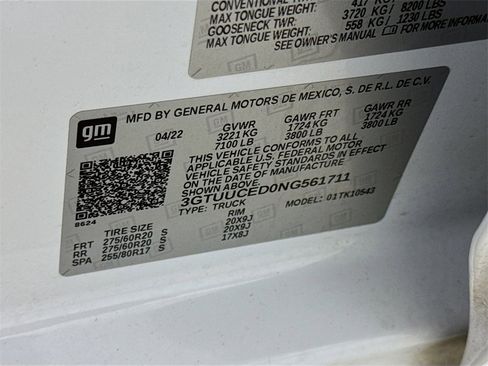 CONVENTIONAL TWR: 417
MAX TONGUE WEIGHT: 3720 KG / 8200 LBS
GOOSENECK TWR: 558 KG / 1230 LBS
MAX TONGUE WEIGHT:
SEE OWNER'S MANUAL FOR MORE INFORMATION
gm
MFD BY GENERAL MOTORS DE MEXICO, S. DE R.L. DE C.V.
04/22 GVWR GAWR FRT GAWR RR
3221 KG 1724 KG 1724 KG
7100 LB 3800 LB 3800 LB
THIS VEHICLE CONFORMS TO ALL
APPLICABLE U.S. FEDERAL MOTOR
VEHICLE SAFETY STANDARDS IN EFFECT
ON THE DATE OF MANUFACTURE
SHOWN ABOVE.
3GTUUCED0NG561711
TYPE: TRUCK MODEL: 01TK10543
8624
TIRE SIZE RIM
FRT 275/60R20 S 20X9J
RR 275/60R20 S 20X9J
SPA 255/80R17 S 17X8J